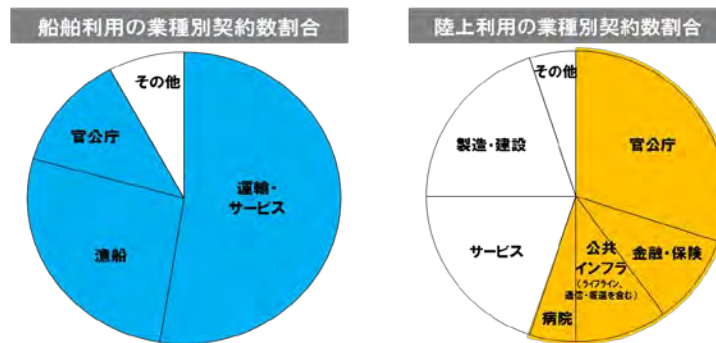 船舶利用の業種別契約数割合
その他
官公庁
運輸・
サービス
漁船
陸上利用の業種別契約数割合
その他
官公庁
製造・建設
金融・保険
公共
インフラ
(ライフライン、
通信・報道を含む)
サービス
病院